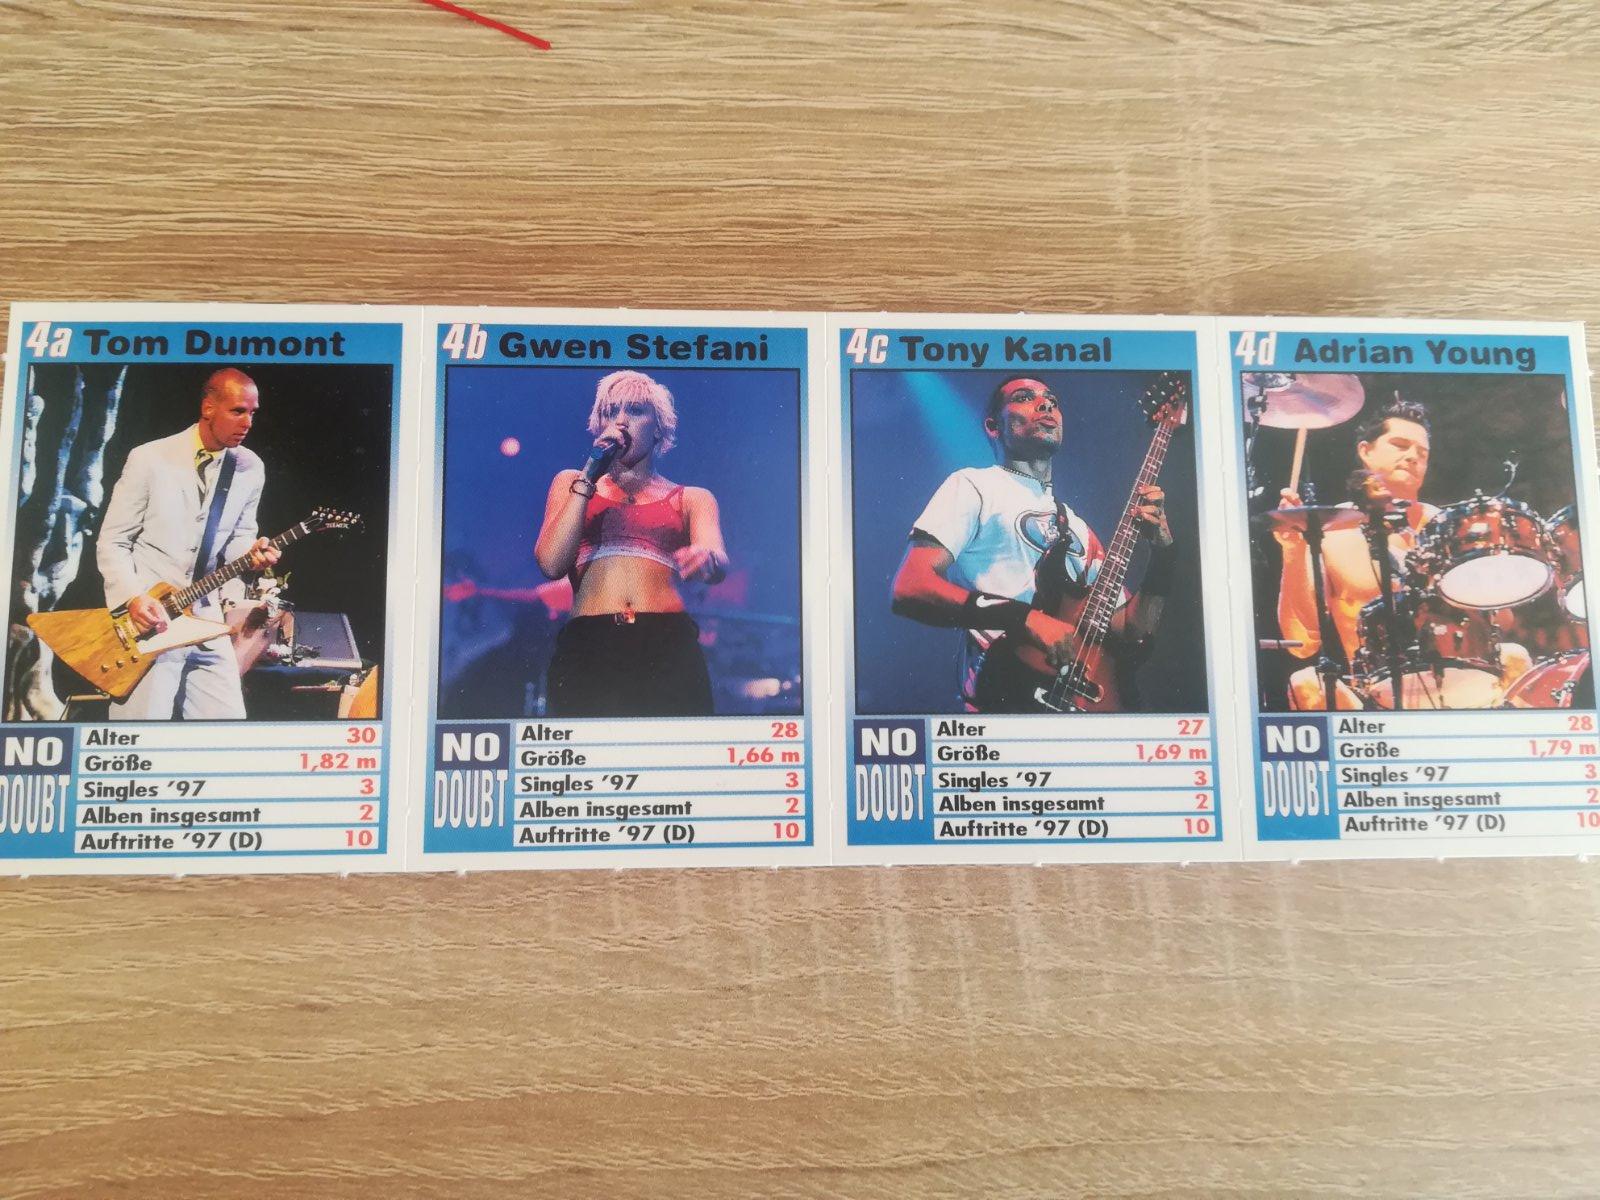 4a Tom Dumont
NO
DOUBT
Alter 30
Größe 1,82 m
Singles ’97 3
Alben insgesamt 2
Auftritte ’97 (D) 10
4b Gwen Stefani
NO
DOUBT
Alter 28
Größe 1,66 m
Singles ’97 3
Alben insgesamt 2
Auftritte ’97 (D) 10
4c Tony Kanal
NO
DOUBT
Alter 27
Größe 1,69 m
Singles ’97 3
Alben insgesamt 2
Auftritte ’97 (D) 10
4d Adrian Young
NO
DOUBT
Alter 28
Größe 1,79 m
Singles ’97 3
Alben insgesamt 2
Auftritte ’97 (D) 10